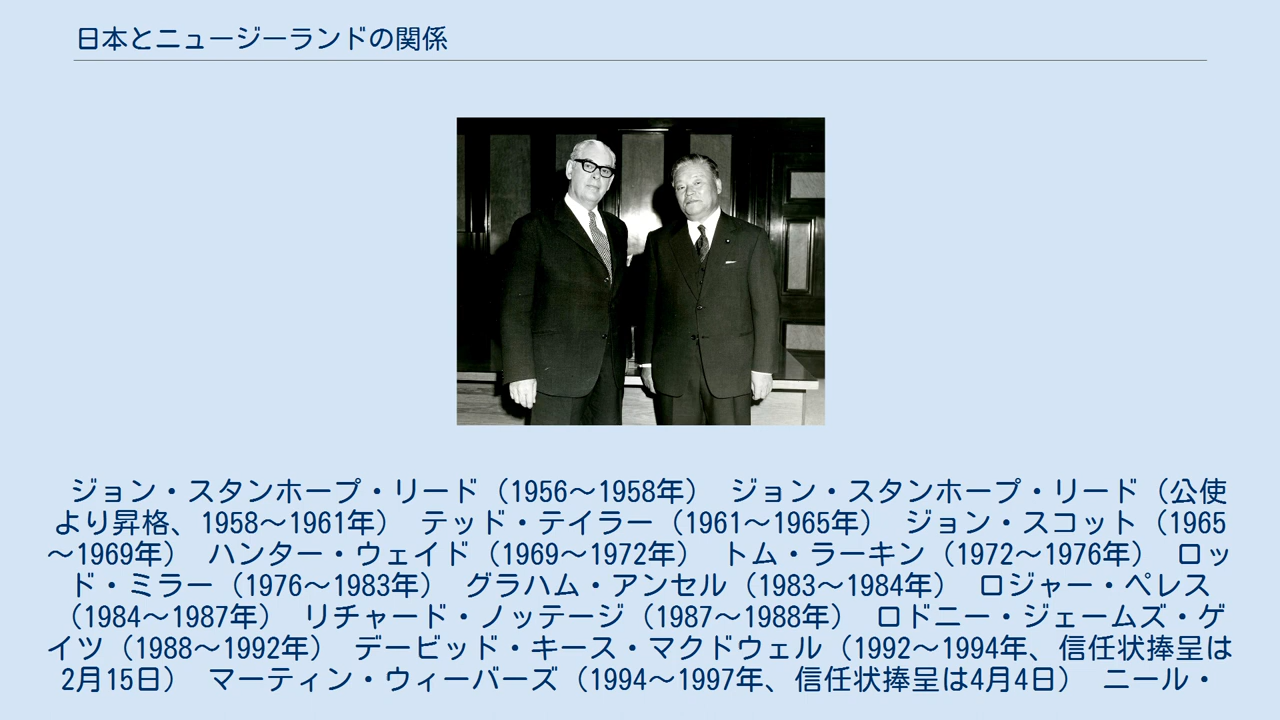 日本とニュージーランドの関係
ジョン・スタンホープ・リード（1956～1958年）　ジョン・スタンホープ・リード（公使
より昇格、1958～1961年）　テッド・テイラー（1961～1965年）　ジョン・スコット（1965
～1969年）　ハンター・ウェイド（1969～1972年）　トム・ラーキン（1972～1976年）　ロッ
ド・ミラー（1976～1983年）　グラハム・アンセル（1983～1984年）　ロジャー・ペレス
（1984～1987年）　リチャード・ノッテージ（1987～1988年）　ロドニー・ジェームズ・ゲ
イツ（1988～1992年）　デービッド・キース・マクドウェル（1992～1994年、信任状捧呈は
2月15日）　マーティン・ウィーバーズ（1994～1997年、信任状捧呈は4月4日）　ニール・